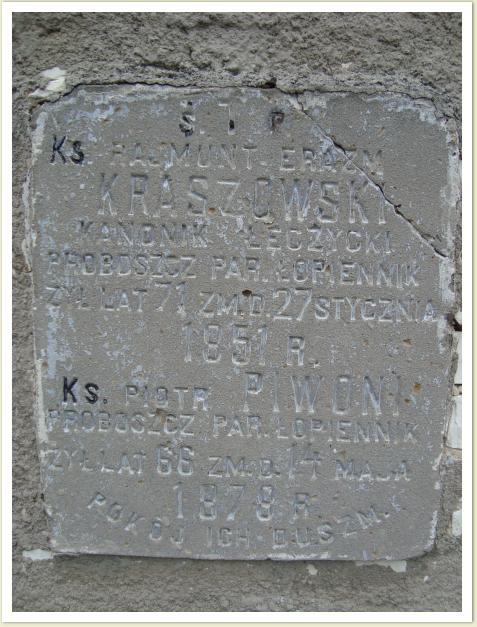 Ś. † P.
Ks. RAJMUNT. ERAZM
KRASZOWSKI
KANONIK ŁĘCZYCKI
PROBOSZCZ PAR. ŁOPIENNIK
ŻYŁ LAT 71 ZM. D. 27 STYCZNIA
1851 R.
Ks. PIOTR PIWONI
PROBOSZCZ PAR. ŁOPIENNIK
ŻYŁ LAT 66 ZM. D. 14 MAJA
1878 R.
POKÓJ ICH DUSZM.